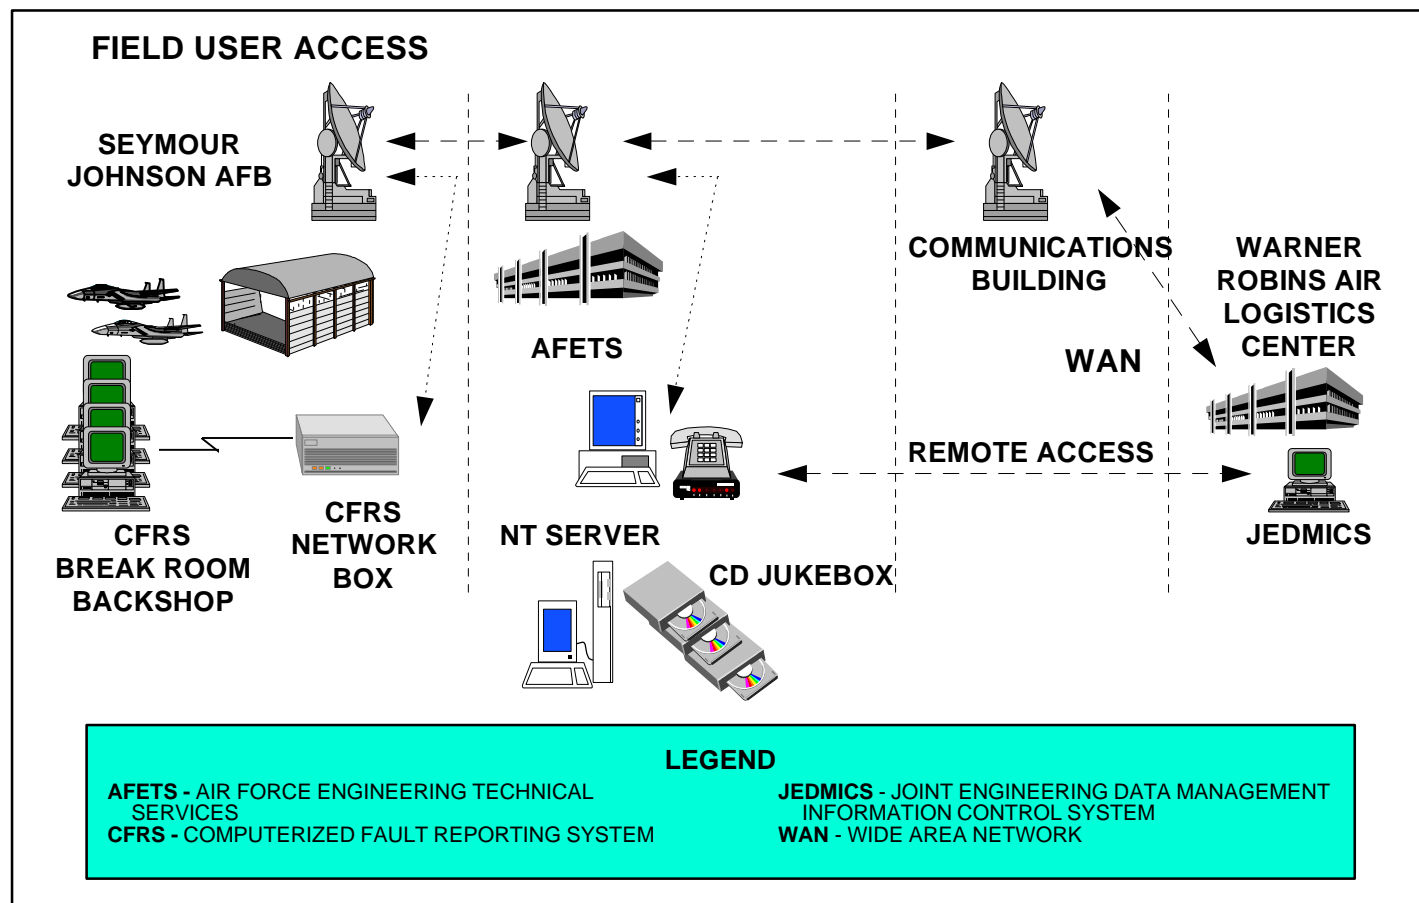 FIELD USER ACCESS
SEYMOUR
JOHNSON AFB
COMMUNICATIONS
BUILDING
WARNER
ROBINS AIR
LOGISTICS
CENTER
AFETS
WAN
REMOTE ACCESS
CFRS
BREAK ROOM
BACKSHOP
CFRS
NETWORK
BOX
NT SERVER
CD JUKEBOX
JEDMICS
LEGEND
AFETS - AIR FORCE ENGINEERING TECHNICAL
SERVICES
CFRS - COMPUTERIZED FAULT REPORTING SYSTEM
JEDMICS - JOINT ENGINEERING DATA MANAGEMENT
INFORMATION CONTROL SYSTEM
WAN - WIDE AREA NETWORK